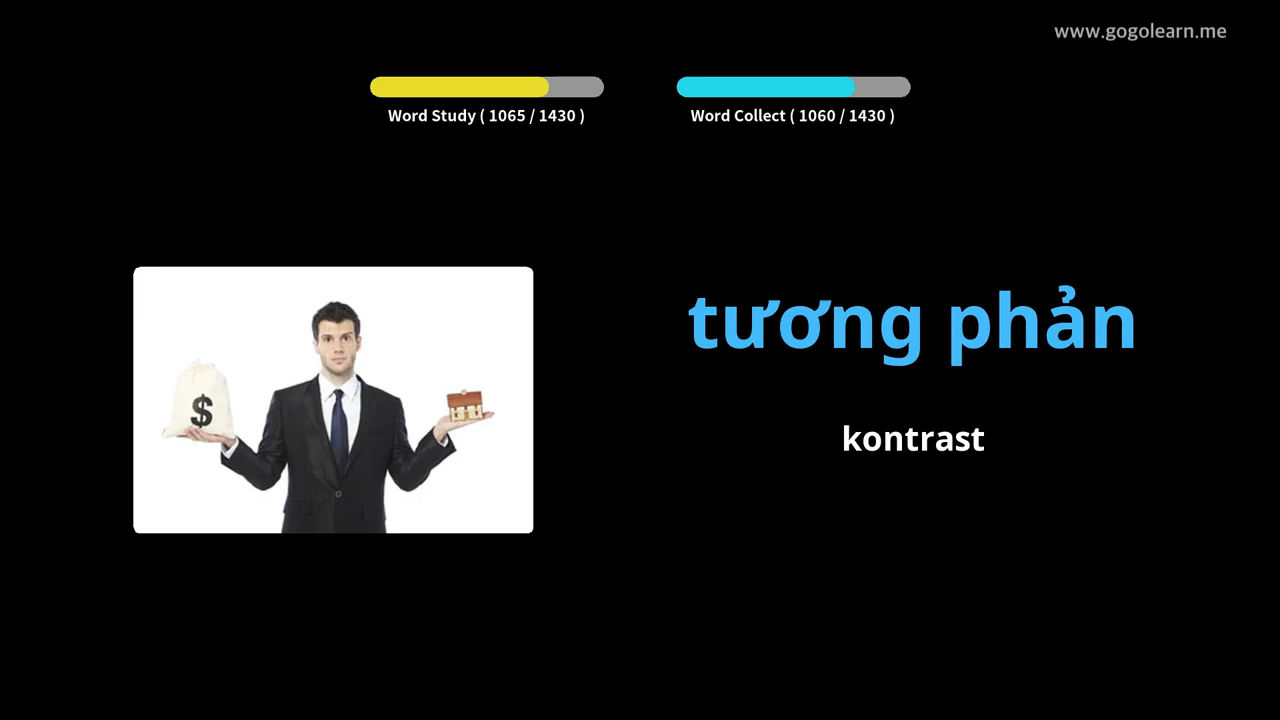 www.gogolearn.me
Word Study ( 1065 / 1430 )
Word Collect ( 1060 / 1430 )
$
tương phản
kontrast